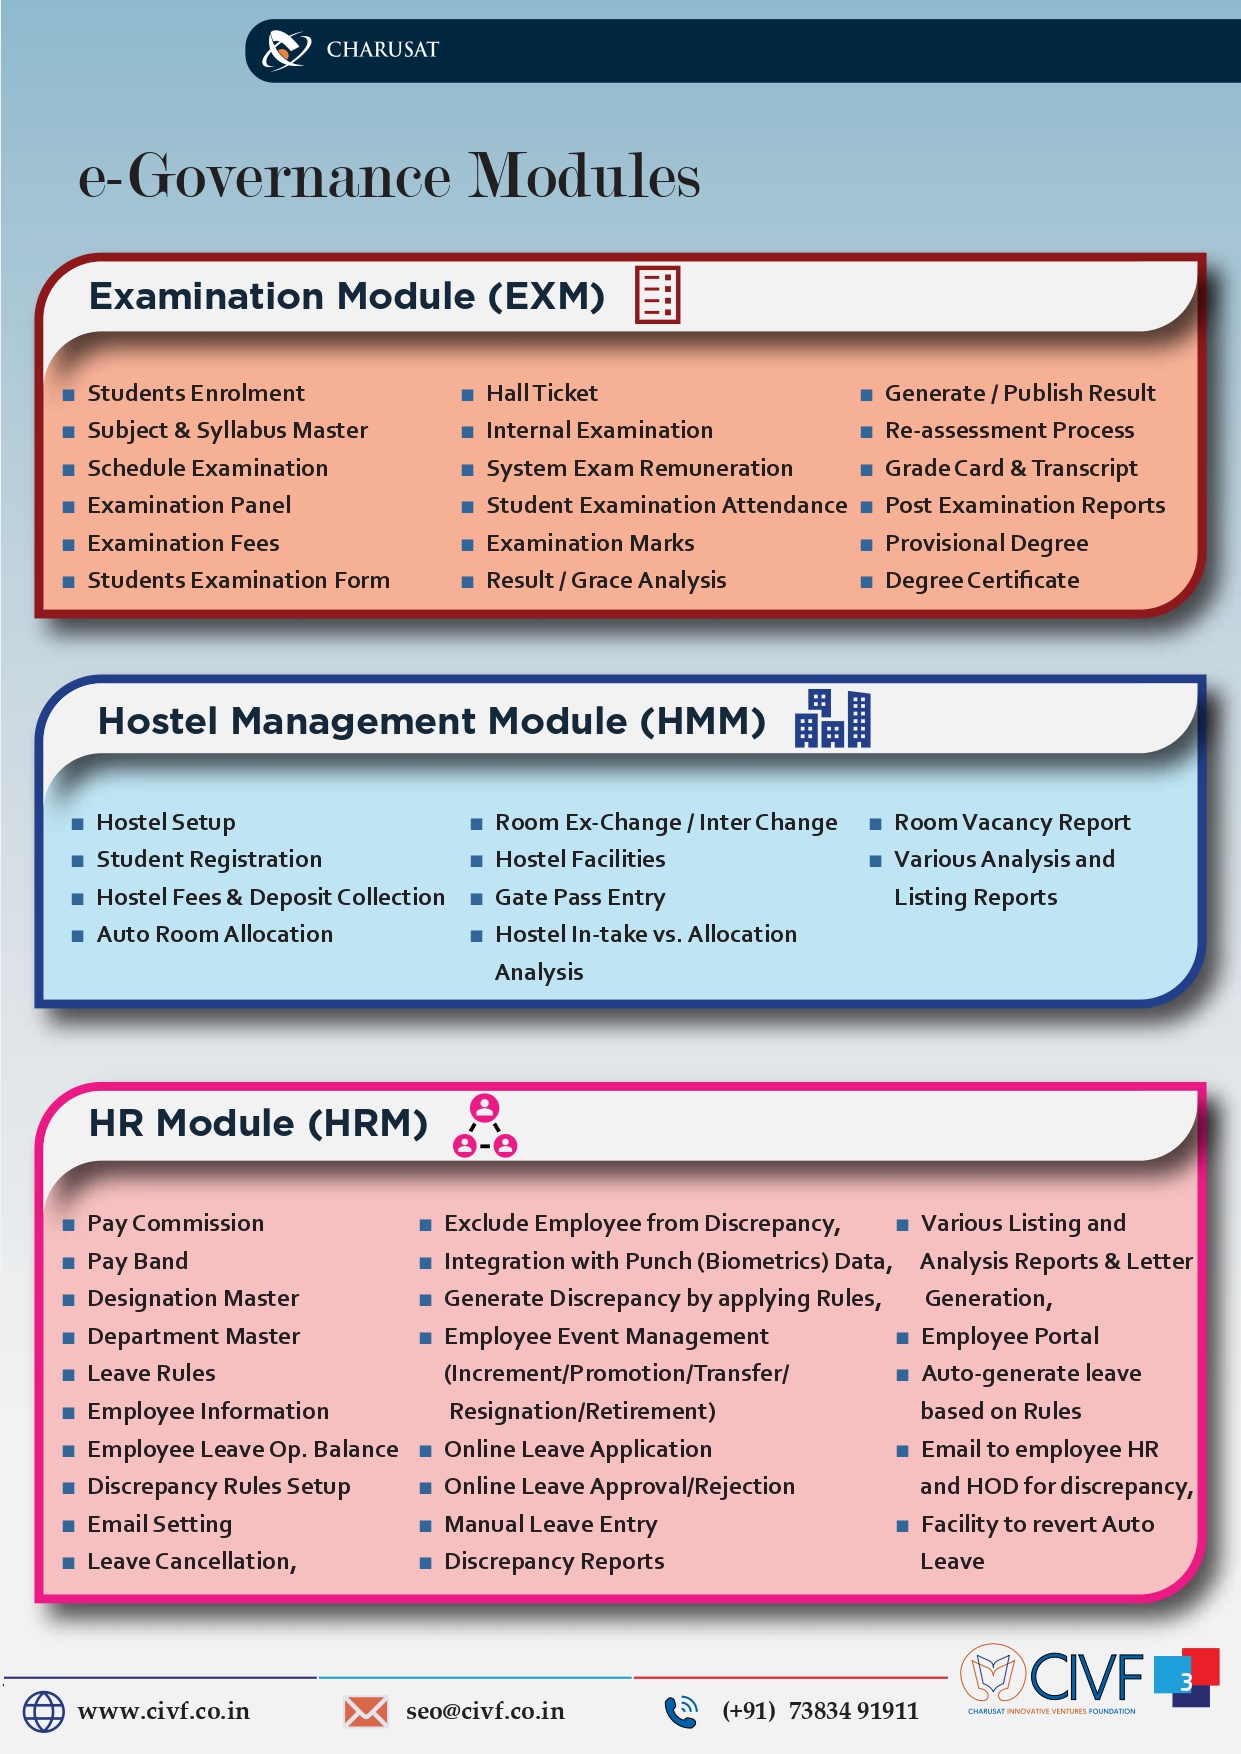 CHARUSAT
e-Governance Modules
Examination Module (EXM)
Students Enrolment
Subject & Syllabus Master
Schedule Examination
Examination Panel
Examination Fees
Students Examination Form
Hall Ticket
Internal Examination
System Exam Remuneration
Student Examination Attendance
Examination Marks
Result / Grace Analysis
Generate / Publish Result
Re-assessment Process
Grade Card & Transcript
Post Examination Reports
Provisional Degree
Degree Certificate
Hostel Management Module (HMM)
Hostel Setup
Student Registration
Hostel Fees & Deposit Collection
Auto Room Allocation
Room Ex-Change / Inter Change
Hostel Facilities
Gate Pass Entry
Hostel In-take vs. Allocation
Analysis
Room Vacancy Report
Various Analysis and
Listing Reports
HR Module (HRM)
Pay Commission
Pay Band
Designation Master
Department Master
Leave Rules
Employee Information
Employee Leave Op. Balance
Discrepancy Rules Setup
Email Setting
Leave Cancellation,
Exclude Employee from Discrepancy,
Integration with Punch (Biometrics) Data,
Generate Discrepancy by applying Rules,
Employee Event Management
(Increment/Promotion/Transfer/
Resignation/Retirement)
Online Leave Application
Online Leave Approval/Rejection
Manual Leave Entry
Discrepancy Reports
Various Listing and
Analysis Reports & Letter
Generation,
Employee Portal
Auto-generate leave
based on Rules
Email to employee HR
and HOD for discrepancy,
Facility to revert Auto
Leave
www.civf.co.in
seo@civf.co.in
(+91) 73834 91911
CIVF
CHARUSAT INNOVATIVE VENTURES FOUNDATION
3